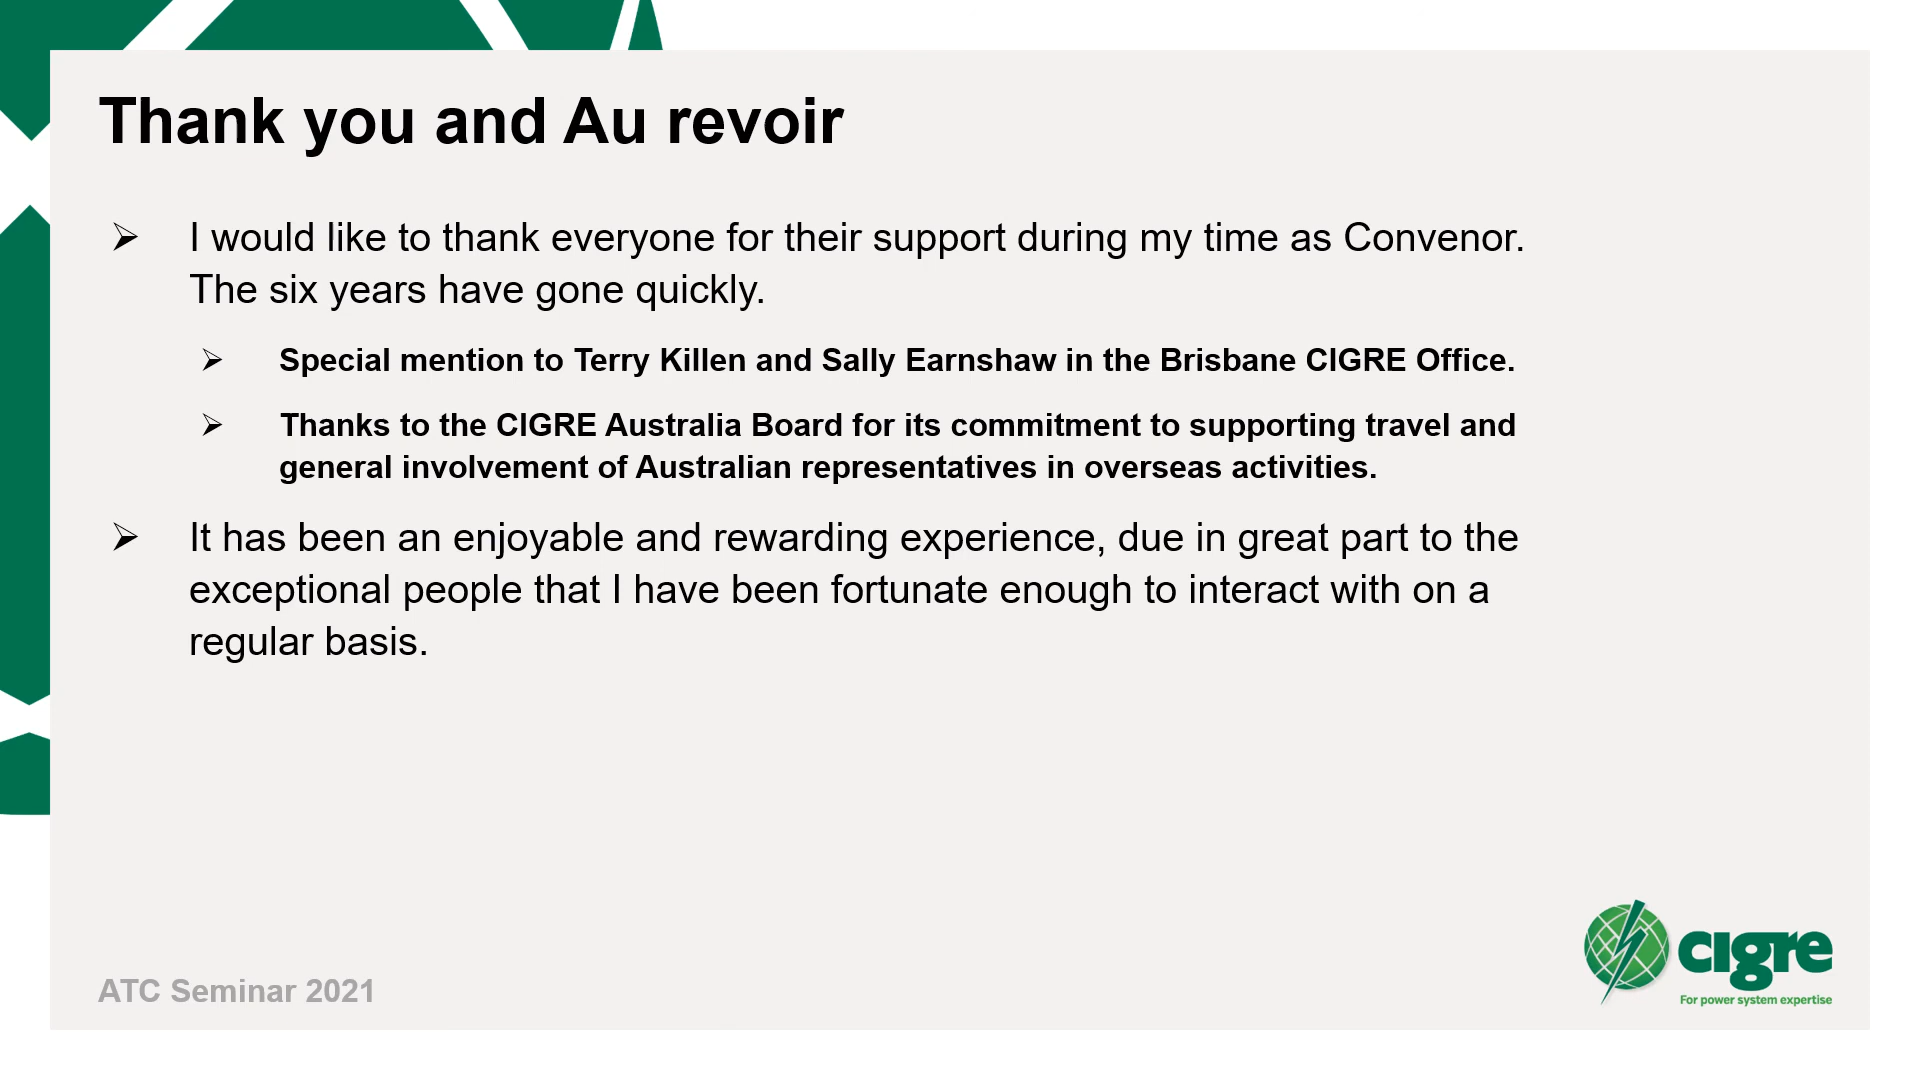 Thank you and Au revoir
➢ I would like to thank everyone for their support during my time as Convenor.
The six years have gone quickly.
➢ Special mention to Terry Killen and Sally Earnshaw in the Brisbane CIGRE Office.
➢ Thanks to the CIGRE Australia Board for its commitment to supporting travel and
general involvement of Australian representatives in overseas activities.
➢ It has been an enjoyable and rewarding experience, due in great part to the
exceptional people that I have been fortunate enough to interact with on a
regular basis.
cigre
For power system expertise
ATC Seminar 2021